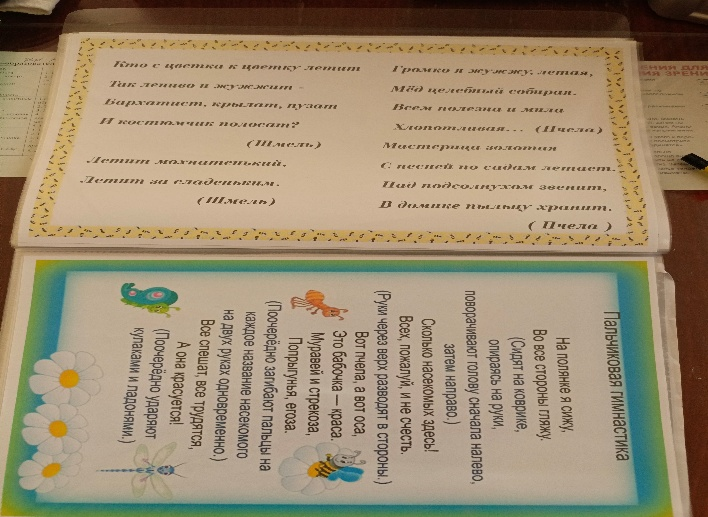 Кто с цветка к цветку летит
Так лениво и жужжит -
Бархатист, крылат, пузат
И костюмчик полосат?
(Шмель)
Летит мохнатенький,
Летит за сладеньким.
(Шмель)
Громко я жужжу, летая,
Мёд целебный собирая.
Всем полезна и мила
Хлопотливая... (Пчела)
Мастерица золотая
С песней по садам летает.
Над подсолнухом звенит,
В домике пыльцу хранит.
( Пчела )
Пальчиковая гимнастика
На полянке я сижу,
Во все стороны гляжу.
(Сидят на коврике,
опираясь на руки,
поворачивают голову сначала налево,
затем направо.)
Сколько насекомых здесь!
Всех, пожалуй, и не счесть.
(Руки через верх разводят в стороны.)
Вот пчела, а вот оса,
Это бабочка — краса.
Муравей и стрекоза,
Попрыгунья, егоза.
(Поочерёдно загибают пальцы на
каждое название насекомого
на двух руках одновременно.)
Все спешат, все трудятся,
А она красуется!
(Поочерёдно ударяют
кулаками и ладонями.)